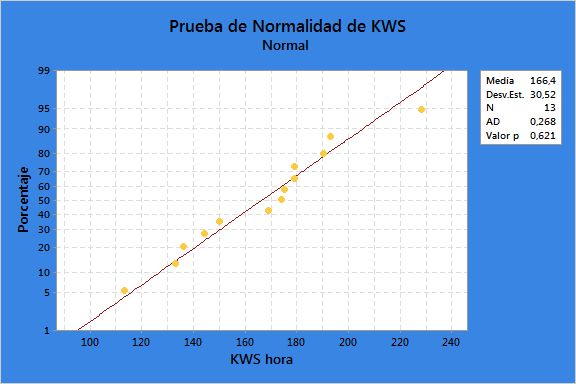 Prueba de Normalidad de KWS
Normal
99
95
90
80
70
60
50
40
30
20
10
5
1
Porcentaje
100
120
140
160
180
200
220
240
KWS hora
Media 166,4
Desv.Est. 30,52
N 13
AD 0,268
Valor p 0,621